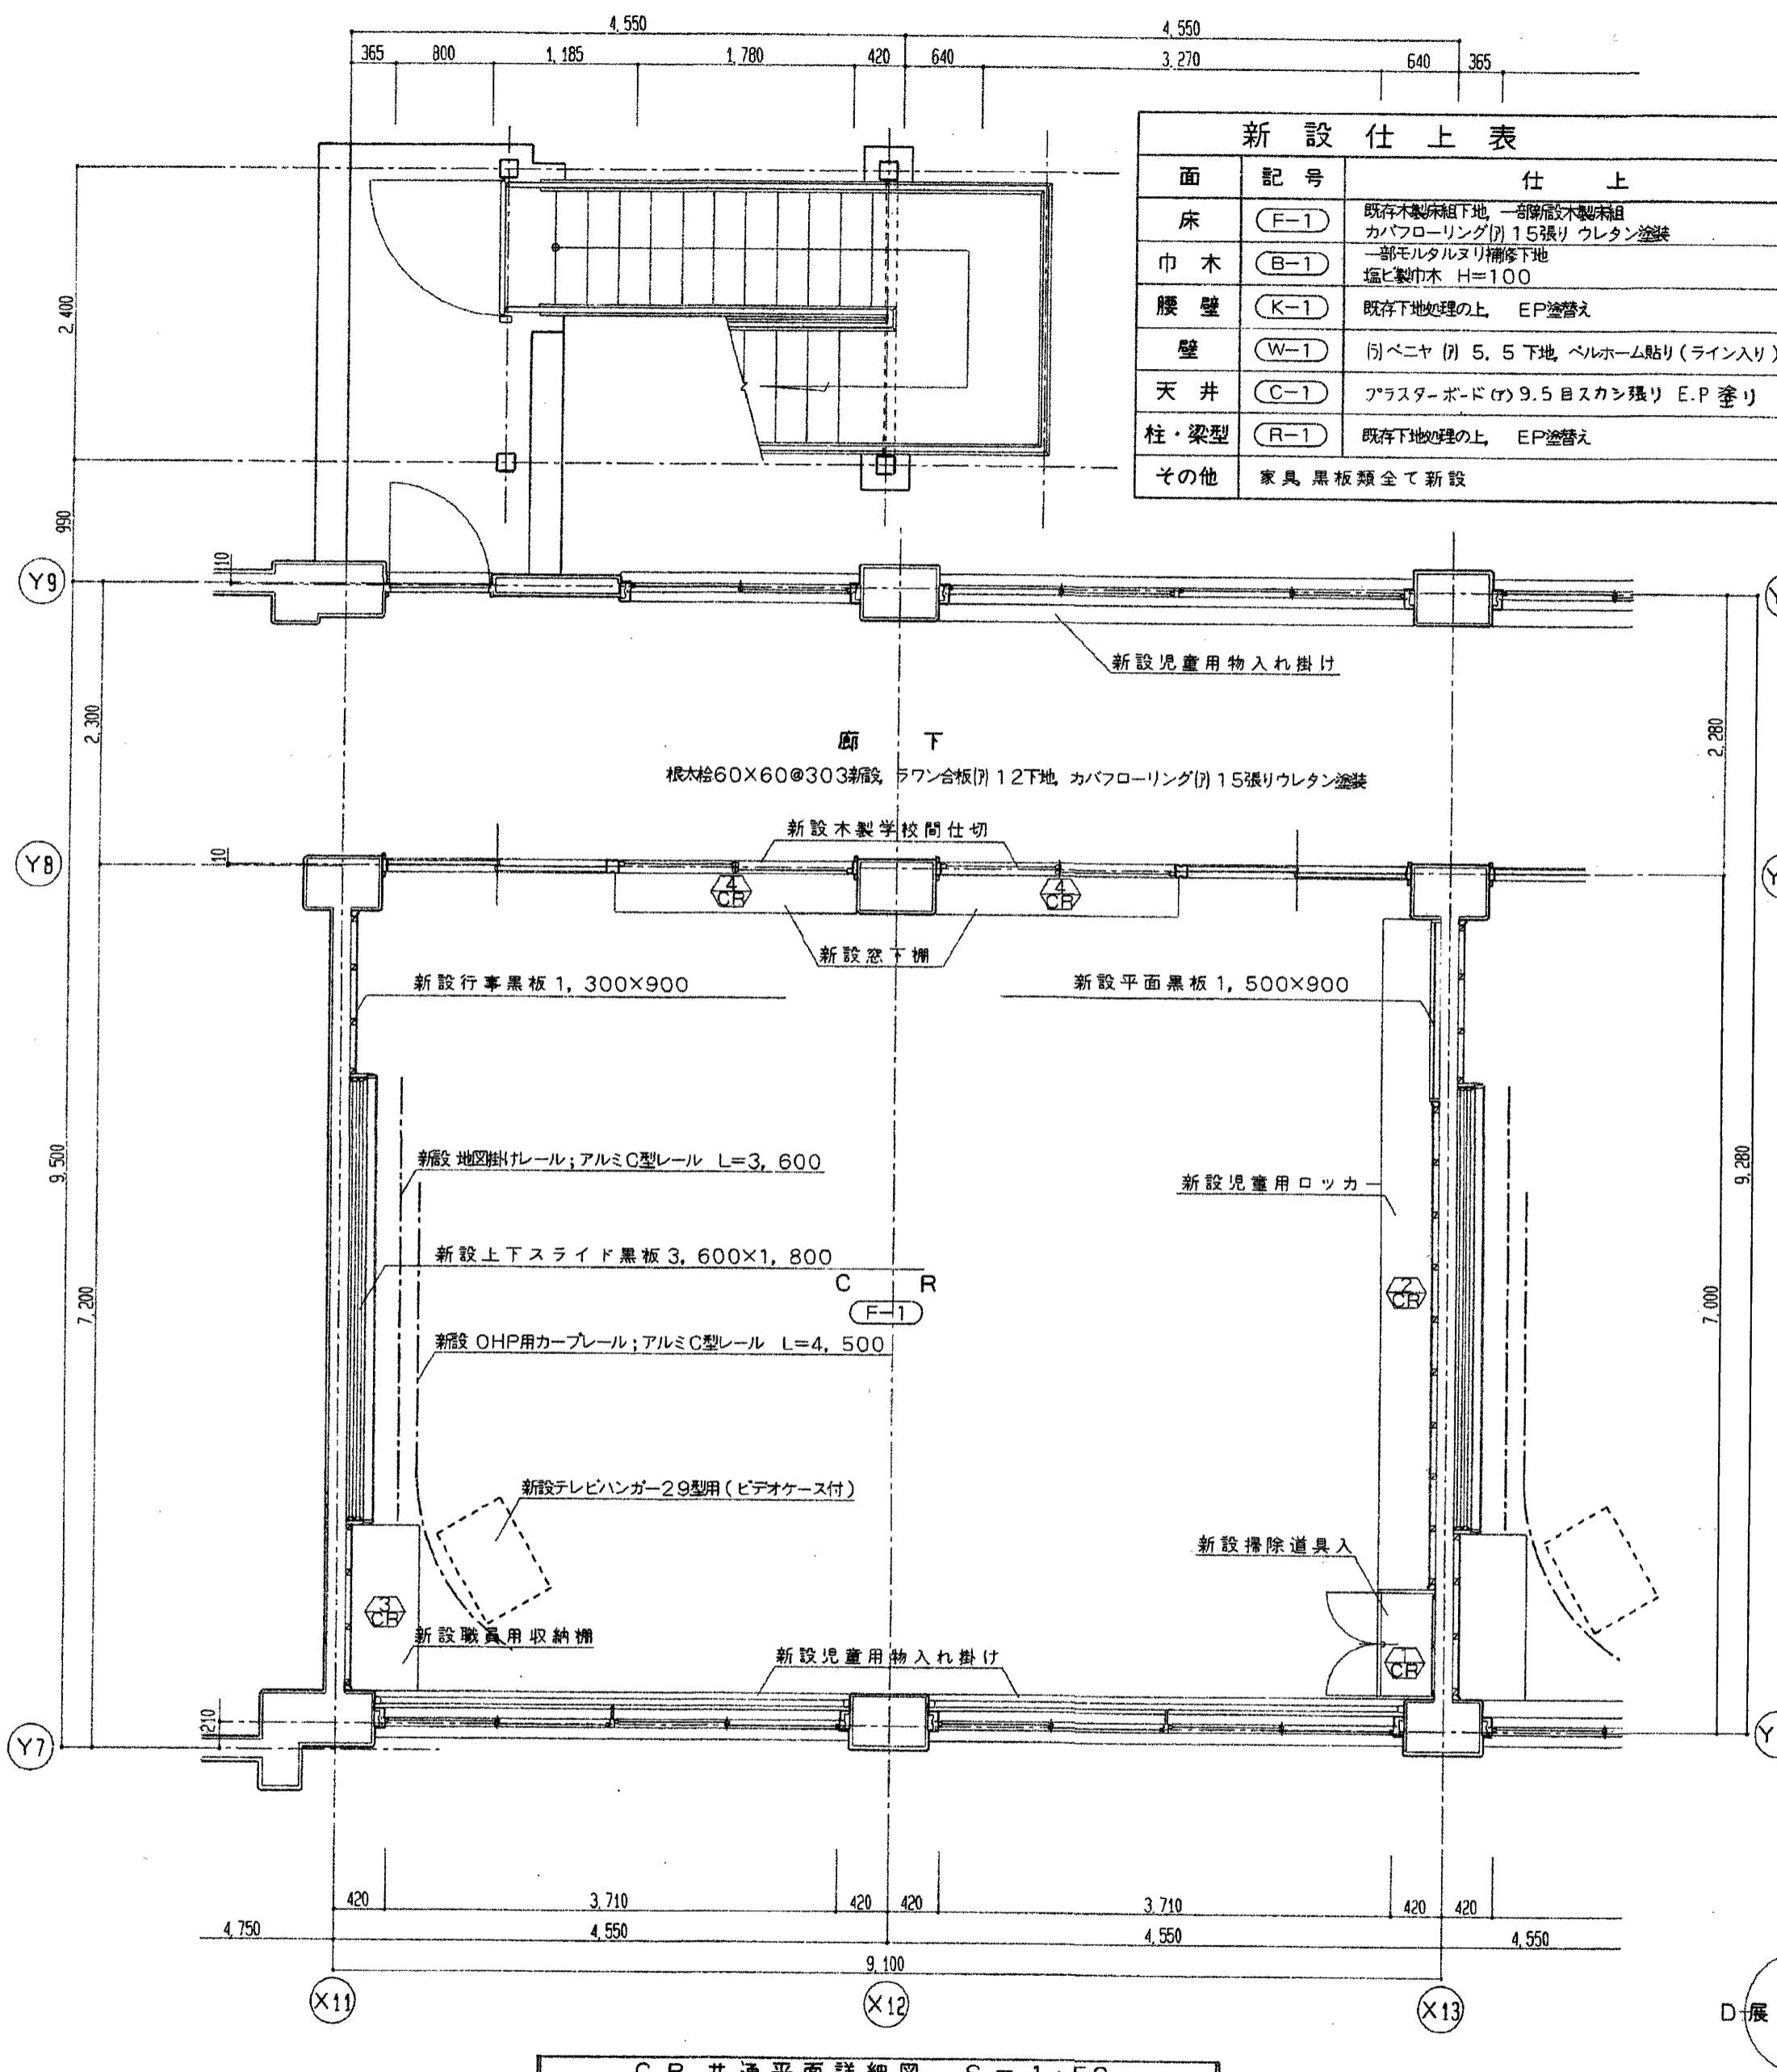 4,550
4,550
365 800 1,185 1,780 420 640 3,270 640 365
新設仕上表
面 記号 仕上
床 F-1 既存木製床組下地, 一部新設木製床組
カバフローリング(ア)15張り ウレタン塗装
巾木 B-1 一部モルタルヌリ補修下地
塩ビ製巾木 H=100
腰壁 K-1 既存下地処理の上, EP塗替え
壁 W-1 (ラ)ベニヤ(ア)5.5下地, ベルホーム貼り(ライン入り)
天井 C-1 プラスターボード(ア)9.5目スカシ張り E.P塗り
柱・梁型 R-1 既存下地処理の上, EP塗替え
その他 家具,黒板類全て新設
2,400
990
10
Y9
新設児童用物入れ掛け
2,300
2,280
廊下
根太桧60×60@303新設, ラワン合板(ア)12下地, カバフローリング(ア)15張りウレタン塗装
新設木製学校間仕切
10
Y8
4
CR
4
CR
新設窓下棚
新設行事黒板1,300×900
新設平面黒板1,500×900
9,500
9,280
新設 地図掛けレール;アルミC型レール L=3,600
新設児童用ロッカー
新設上下スライド黒板3,600×1,800
CR
F-1
2
CR
7,200
7,000
新設 OHP用カーブレール;アルミC型レール L=4,500
新設テレビハンガー29型用(ビデオケース付)
新設掃除道具入
3
CR
新設職員用収納棚
新設児童用物入れ掛け
1
CR
210
Y7
Y
420 3,710 420 420 3,710 420 420
4,750 4,550 4,550 4,550
9,100
X11 X12 X13
D 展
CR共通平面詳細図 S=1:50